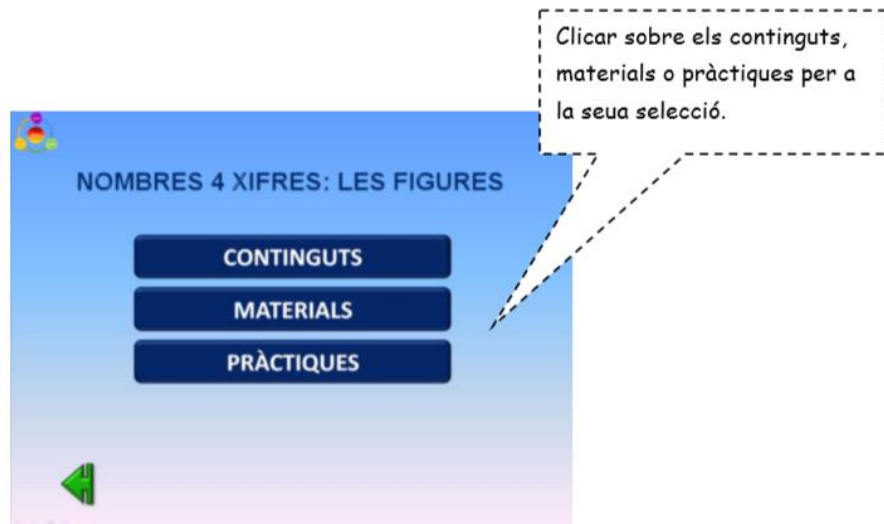 Clicar sobre els continguts,
materials o pràctiques per a
la seua selecció.
NOMBRES 4 XIFRES: LES FIGURES
CONTINGUTS
MATERIALS
PRÀCTIQUES